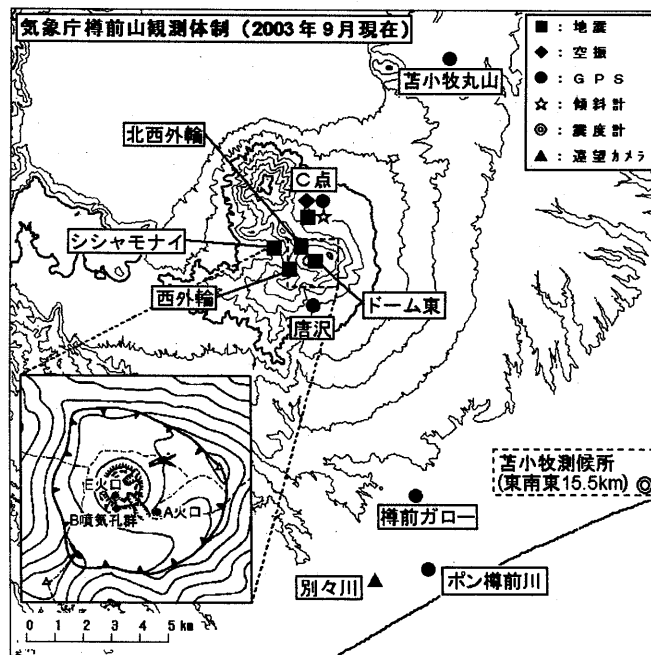 気象庁樽前山観測体制（2003年9月現在）
■：地震
◆：空振
●：GPS
☆：傾斜計
◎：震度計
▲：遠望カメラ
苫小牧丸山
北西外輪
C点
シシャモナイ
西外輪
ドーム東
唐沢
E火口
A火口
B噴気孔群
苫小牧測候所
(東南東15.5km)
樽前ガロー
別々川
ポン樽前川
0 1 2 3 4 5 km